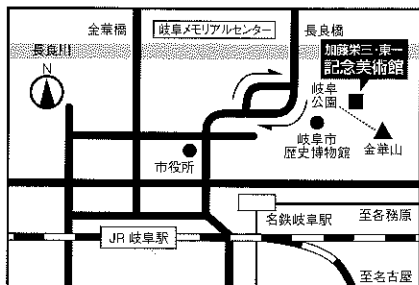 金華橋
岐阜メモリアルセンター
長良橋
長良川
加藤栄三・東一
記念美術館
N
岐阜
公園
岐阜市
歴史博物館
金華山
市役所
名鉄岐阜駅
至各務原
JR 岐阜駅
至名古屋